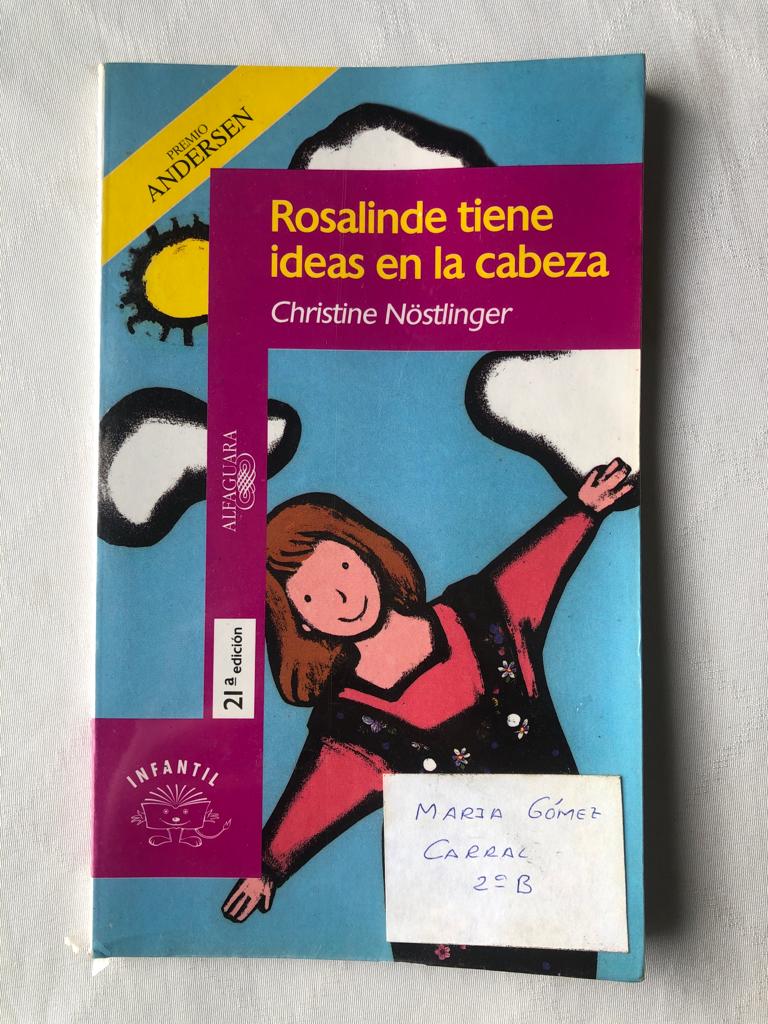 PREMIO
ANDERSEN
Rosalinde tiene
ideas en la cabeza
Christine Nöstlinger
ALFAGUARA
21ª edición
INFANTIL
MARIA GÓMEZ
CARRAL
2º B